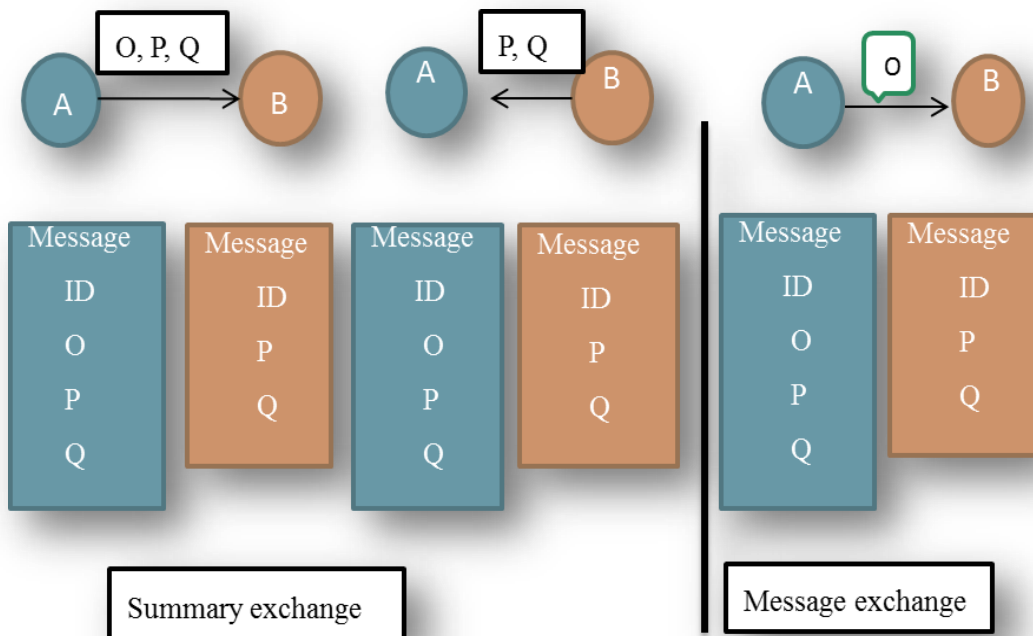 O, P, Q
A
B
P, Q
A
B
O
A
B
Message
ID
O
P
Q
Message
ID
P
Q
Message
ID
O
P
Q
Message
ID
P
Q
Message
ID
O
P
Q
Message
ID
P
Q
Summary exchange
Message exchange